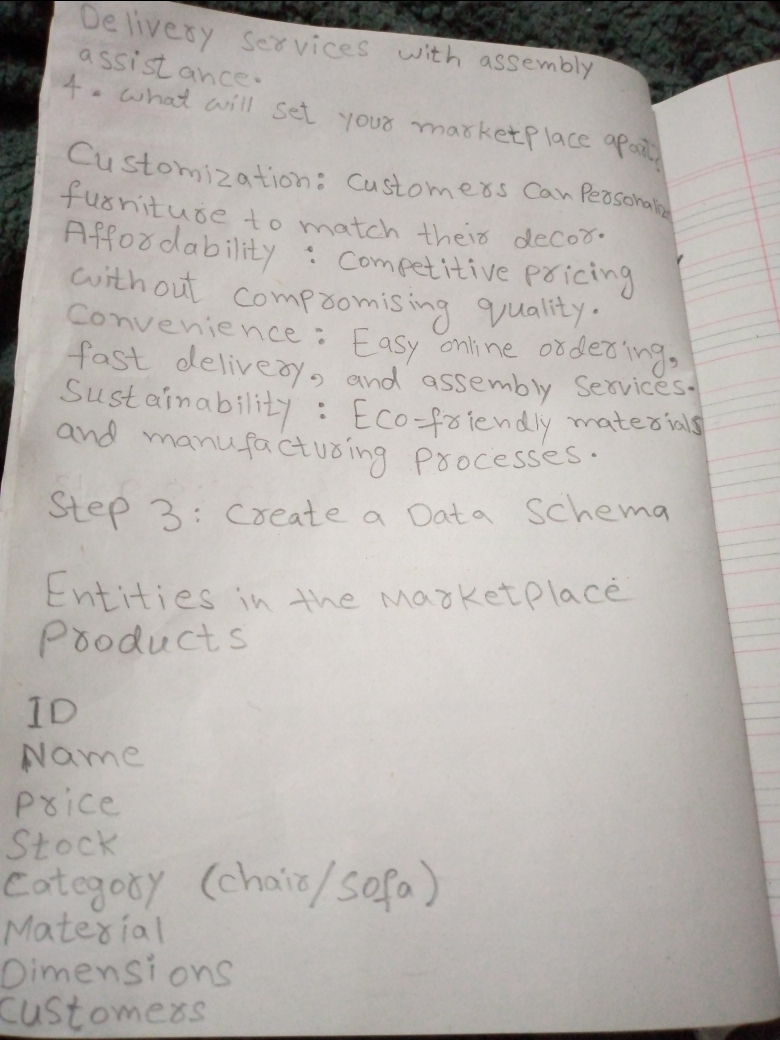 Delivery services with assembly
assistance.
4. what will set your marketplace apart?
Customization: Customers Can Personalize
furniture to match their decor.
Affordability : Competitive pricing
without compromising quality.
Convenience : Easy online ordering,
fast delivery, and assembly services.
Sustainability : Eco-friendly materials
and manufacturing processes.
Step 3: Create a Data Schema
Entities in the Marketplace
Products
ID
Name
Price
Stock
Category (chair/sofa)
Material
Dimensions
Customers